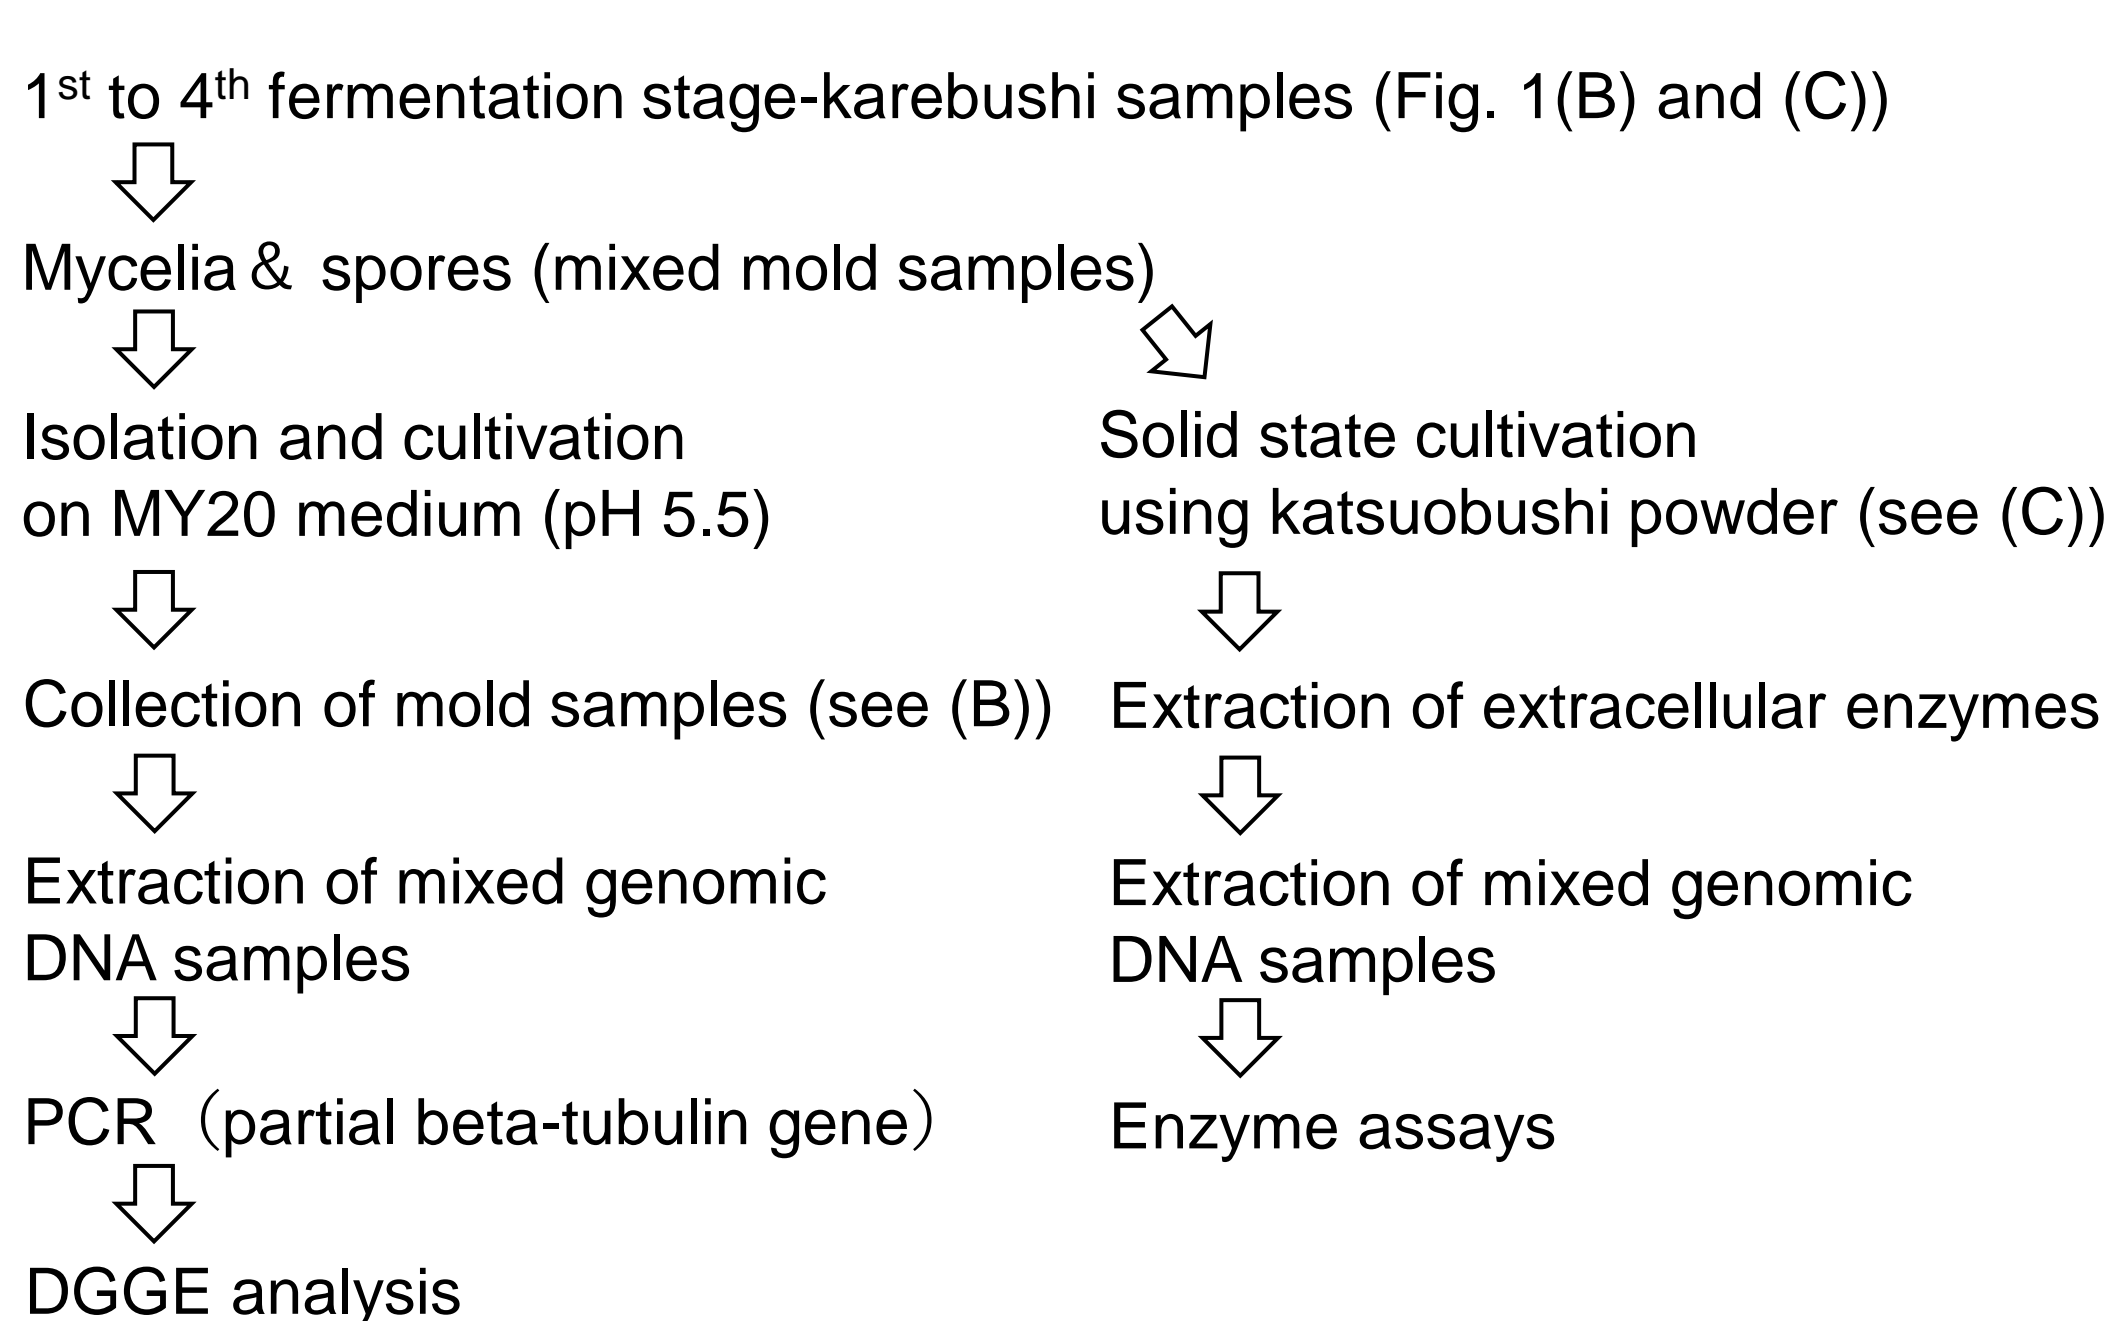 1st to 4th fermentation stage-karebushi samples (Fig. 1(B) and (C))
Mycelia＆ spores (mixed mold samples)
Isolation and cultivation
on MY20 medium (pH 5.5)
Collection of mold samples (see (B))
Extraction of mixed genomic
DNA samples
PCR（partial beta-tubulin gene）
DGGE analysis
Solid state cultivation
using katsuobushi powder (see (C))
Extraction of extracellular enzymes
Extraction of mixed genomic
DNA samples
Enzyme assays